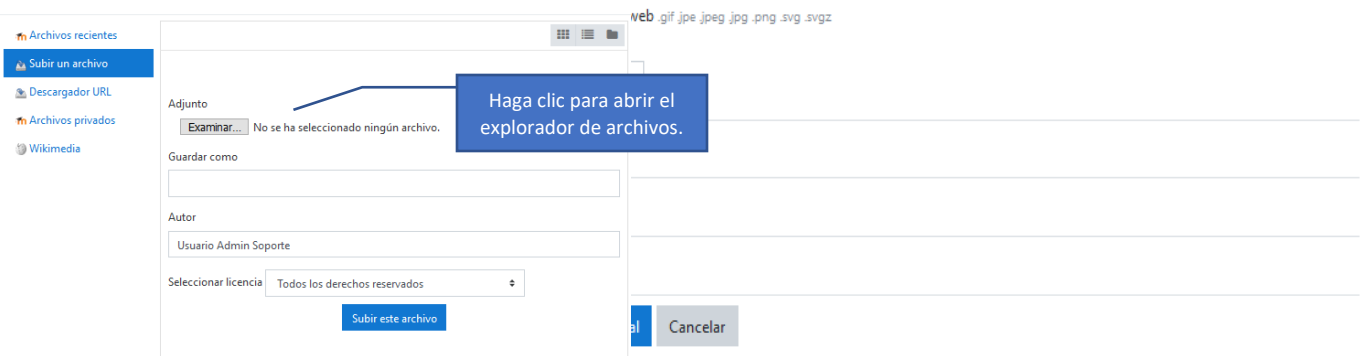 Archivos recientes
Subir un archivo
Descargador URL
Archivos privados
Wikimedia
Adjunto
Examinar... No se ha seleccionado ningún archivo.
Guardar como
Autor
Usuario Admin Soporte
Seleccionar licencia Todos los derechos reservados
Subir este archivo
Haga clic para abrir el
explorador de archivos.
web .gif .jpe .jpeg .jpg .png .svg .svgz
al Cancelar